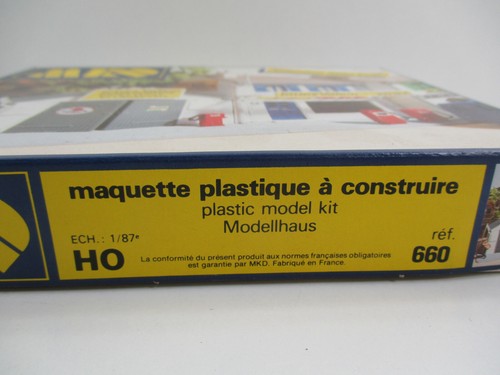 maquette plastique à construire
plastic model kit
Modellhaus
ECH.: 1/87e
HO
La conformité du présent produit aux normes françaises obligatoires
est garantie par MKD. Fabriqué en France.
réf.
660